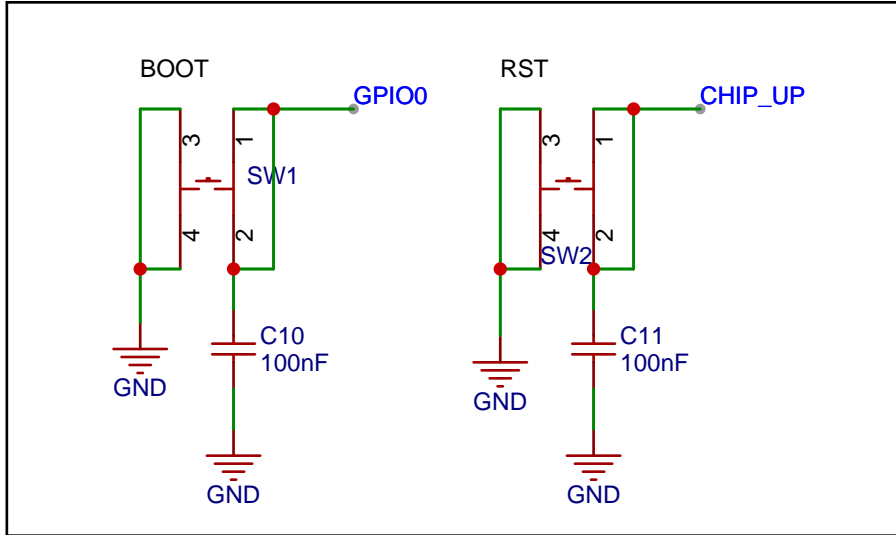 BOOT
GPIO0
3
1
SW1
4
2
C10
100nF
GND
GND
RST
CHIP_UP
3
1
4
2
SW2
C11
100nF
GND
GND